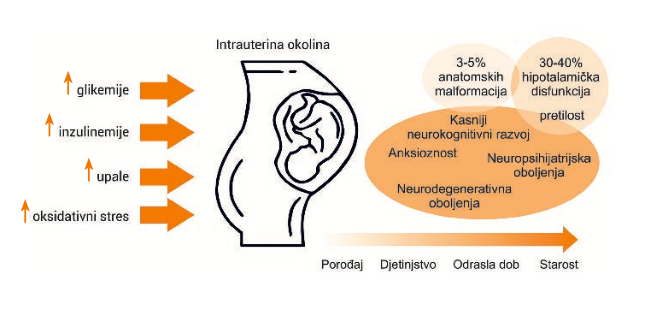 Intrauterina okolina
glikemije
inzulinemije
upale
oksidativni stres
3-5%
anatomskih
malformacija
30-40%
hipotalamička
disfunkcija
pretilost
Kasniji
neurokognitivni razvoj
Anksioznost
Neuropsihijatrijska
oboljenja
Neurodegenerativna
oboljenja
Porođaj Djetinjstvo Odrasla dob Starost